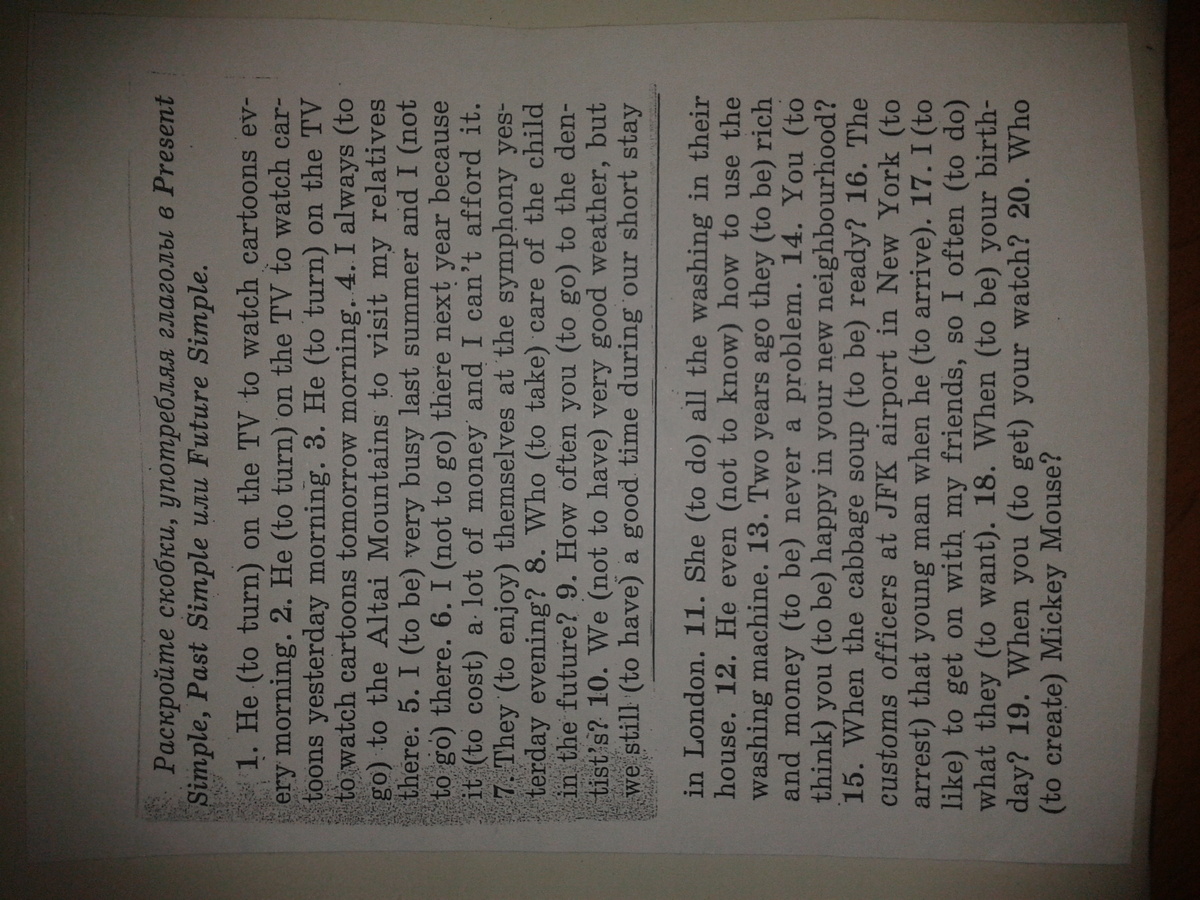 Раскройте скобки, употребляя глаголы в Present
Simple, Past Simple или Future Simple.
1. He (to turn) on the TV to watch cartoons ev-
ery morning. 2. He (to turn) on the TV to watch car-
toons yesterday morning. 3. He (to turn) on the TV
to watch cartoons tomorrow morning. 4. I always (to
go) to the Altai Mountains to visit my relatives
there. 5. I (to be) very busy last summer and I (not
to go) there. 6. I (not to go) there next year because
it (to cost) a lot of money and I can't afford it.
7. They (to enjoy) themselves at the symphony yes-
terday evening? 8. Who (to take) care of the child
in the future? 9. How often you (to go) to the den-
tist's? 10. We (not to have) very good weather, but
we still (to have) a good time during our short stay
in London. 11. She (to do) all the washing in their
house. 12. He even (not to know) how to use the
washing machine. 13. Two years ago they (to be) rich
and money (to be) never a problem. 14. You (to
think) you (to be) happy in your new neighbourhood?
15. When the cabbage soup (to be) ready? 16. The
customs officers at JFK airport in New York (to
arrest) that young man when he (to arrive). 17. I (to
like) to get on with my friends, so I often (to do)
what they (to want). 18. When (to be) your birth-
day? 19. When you (to get) your watch? 20. Who
(to create) Mickey Mouse?